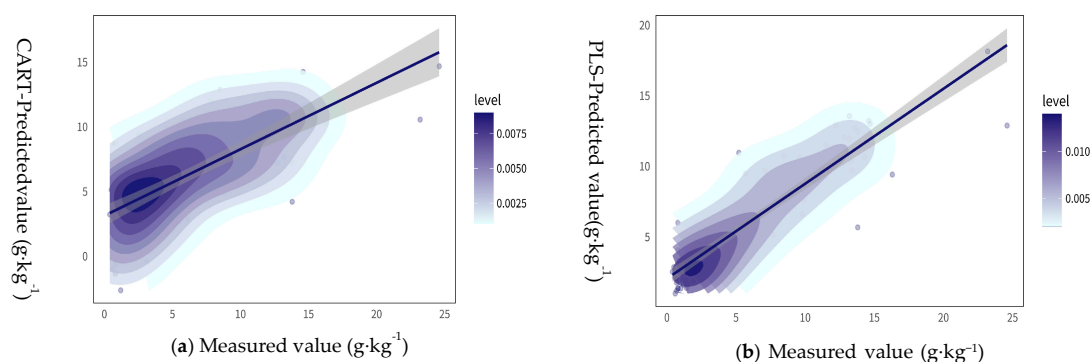 CART-Predictedvalue (g·kg⁻¹)
15
10
5
0
0 5 10 15 20 25
level
0.0075
0.0050
0.0025
(a) Measured value (g·kg⁻¹)
PLS-Predicted value(g·kg⁻¹)
20
15
10
5
0 5 10 15 20 25
level
0.010
0.005
(b) Measured value (g·kg⁻¹)